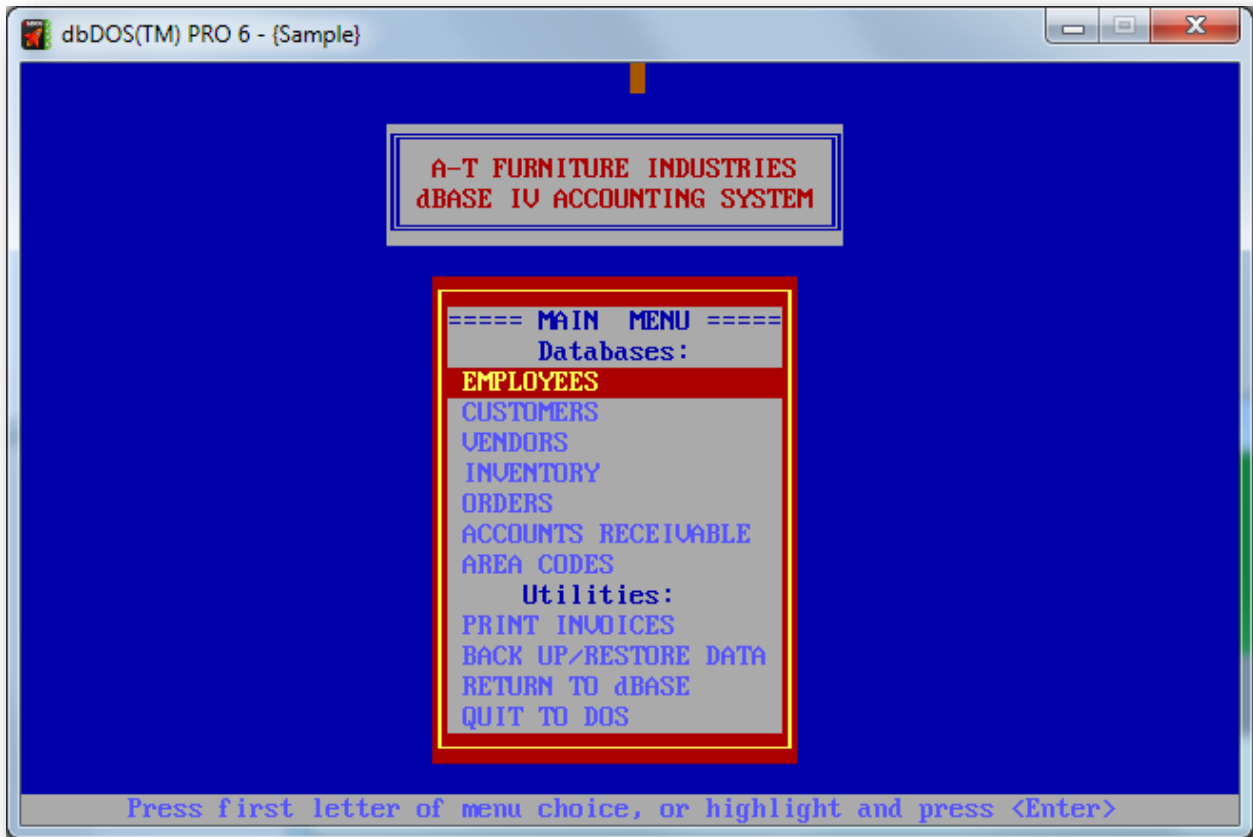 dbDOS(TM) PRO 6 - {Sample}
A-T FURNITURE INDUSTRIES
dBASE IV ACCOUNTING SYSTEM
===== MAIN MENU =====
Databases:
EMPLOYEES
CUSTOMERS
VENDORS
INVENTORY
ORDERS
ACCOUNTS RECEIVABLE
AREA CODES
Utilities:
PRINT INVOICES
BACK UP/RESTORE DATA
RETURN TO dBASE
QUIT TO DOS
Press first letter of menu choice, or highlight and press <Enter>